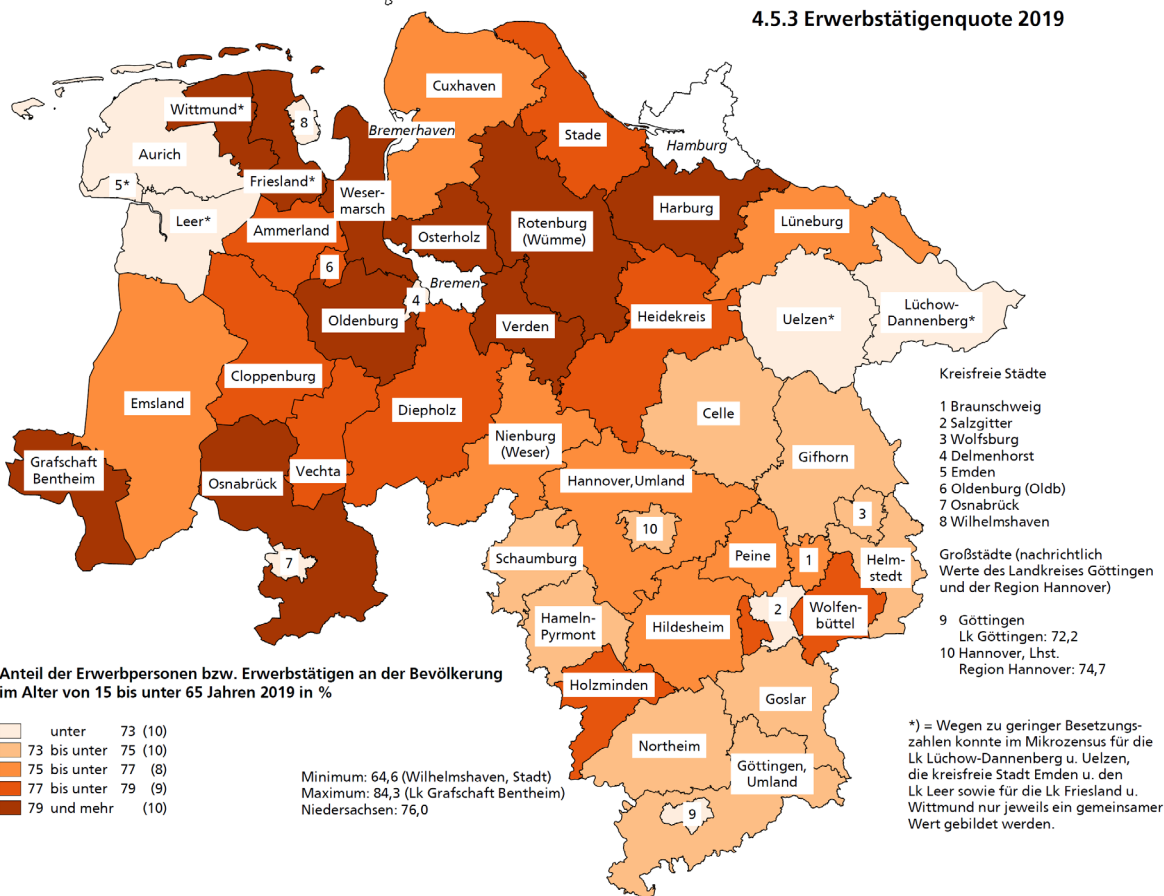 4.5.3 Erwerbstätigenquote 2019
Cuxhaven
Wittmund*
8
Bremerhaven
Stade
Hamburg
Aurich
5*
Friesland*
Weser-
marsch
Harburg
Leer*
Ammerland
Osterholz
Rotenburg
(Wümme)
Lüneburg
6
Bremen
4
Oldenburg
Verden
Heidekreis
Uelzen*
Lüchow-
Dannenberg*
Cloppenburg
Emsland
Diepholz
Celle
Nienburg
(Weser)
Gifhorn
Grafschaft
Bentheim
Osnabrück
Vechta
Hannover,Umland
10
3
Schaumburg
Peine
1
Helm-
stedt
7
Hameln-
Pyrmont
Hildesheim
2
Wolfen-
büttel
Holzminden
Goslar
Northeim
Göttingen,
Umland
9
Kreisfreie Städte
1 Braunschweig
2 Salzgitter
3 Wolfsburg
4 Delmenhorst
5 Emden
6 Oldenburg (Oldb)
7 Osnabrück
8 Wilhelmshaven
Großstädte (nachrichtlich
Werte des Landkreises Göttingen
und der Region Hannover)
9 Göttingen
Lk Göttingen: 72,2
10 Hannover, Lhst.
Region Hannover: 74,7
*) = Wegen zu geringer Besetzungs-
zahlen konnte im Mikrozensus für die
Lk Lüchow-Dannenberg u. Uelzen,
die kreisfreie Stadt Emden u. den
Lk Leer sowie für die Lk Friesland u.
Wittmund nur jeweils ein gemeinsamer
Wert gebildet werden.
Anteil der Erwerbpersonen bzw. Erwerbstätigen an der Bevölkerung
im Alter von 15 bis unter 65 Jahren 2019 in %
unter 73 (10)
73 bis unter 75 (10)
75 bis unter 77 (8)
77 bis unter 79 (9)
79 und mehr (10)
Minimum: 64,6 (Wilhelmshaven, Stadt)
Maximum: 84,3 (Lk Grafschaft Bentheim)
Niedersachsen: 76,0